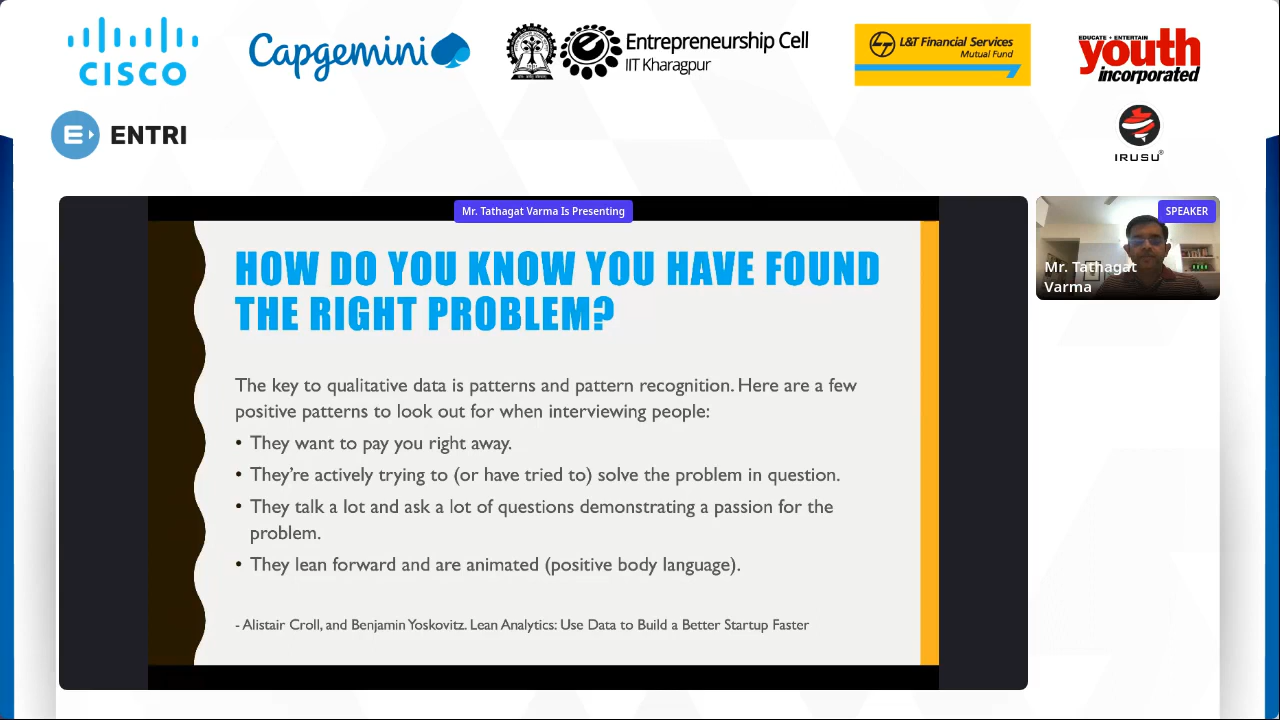 CISCO
Capgemini
Entrepreneurship Cell
IIT Kharagpur
L&T Financial Services
Mutual Fund
EDUCATE + ENTERTAIN
youth
incorporated
E ENTRI
IRUSU®
Mr. Tathagat Varma Is Presenting
SPEAKER
Mr. Tathagat
Varma
HOW DO YOU KNOW YOU HAVE FOUND
THE RIGHT PROBLEM?
The key to qualitative data is patterns and pattern recognition. Here are a few
positive patterns to look out for when interviewing people:
• They want to pay you right away.
• They're actively trying to (or have tried to) solve the problem in question.
• They talk a lot and ask a lot of questions demonstrating a passion for the
problem.
• They lean forward and are animated (positive body language).
- Alistair Croll, and Benjamin Yoskovitz. Lean Analytics: Use Data to Build a Better Startup Faster